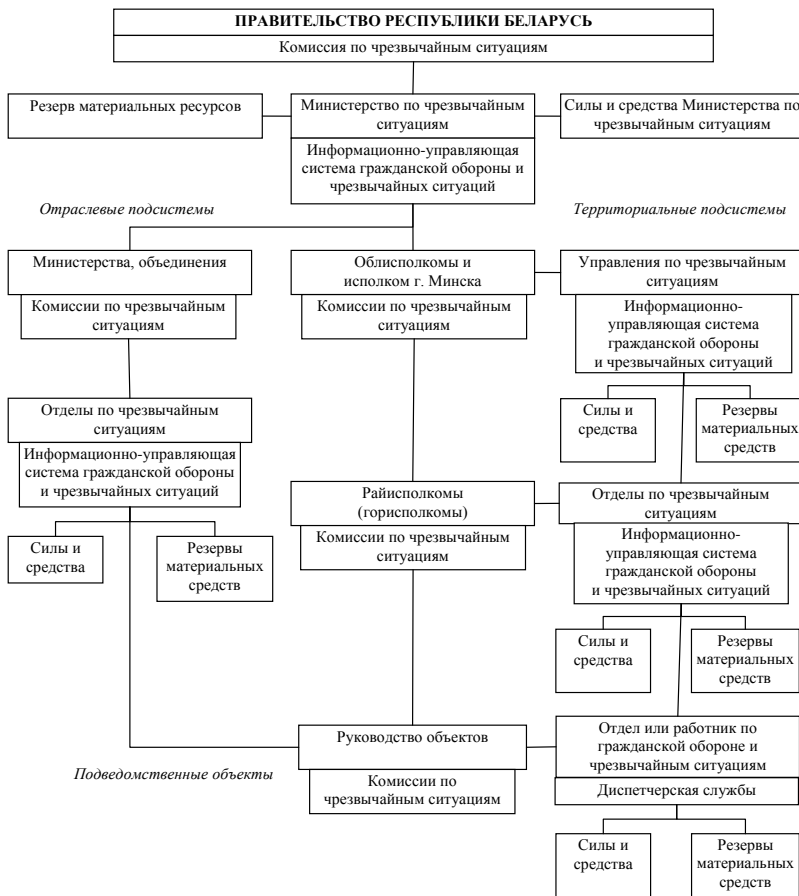 ПРАВИТЕЛЬСТВО РЕСПУБЛИКИ БЕЛАРУСЬ
Комиссия по чрезвычайным ситуациям
Резерв материальных ресурсов
Министерство по чрезвычайным
ситуациям
Силы и средства Министерства по
чрезвычайным ситуациям
Информационно-управляющая
система гражданской обороны и
чрезвычайных ситуаций
Отраслевые подсистемы
Территориальные подсистемы
Министерства, объединения
Комиссии по чрезвычайным
ситуациям
Облисполкомы и
исполком г. Минска
Комиссии по чрезвычайным
ситуациям
Управления по чрезвычайным
ситуациям
Информационно-
управляющая система
гражданской обороны
и чрезвычайных ситуаций
Силы и
средства
Резервы
материальных
средств
Отделы по чрезвычайным
ситуациям
Информационно-управляющая
система гражданской обороны
и чрезвычайных ситуаций
Силы и
средства
Резервы
материальных
средств
Райисполкомы
(горисполкомы)
Комиссии по чрезвычайным
ситуациям
Отделы по чрезвычайным
ситуациям
Информационно-
управляющая система
гражданской обороны
и чрезвычайных ситуаций
Силы и
средства
Резервы
материальных
средств
Руководство объектов
Комиссии по
чрезвычайным ситуациям
Отдел или работник по
гражданской обороне и
чрезвычайным ситуациям
Подведомственные объекты
Диспетчерская службы
Силы и
средства
Резервы
материальных
средств